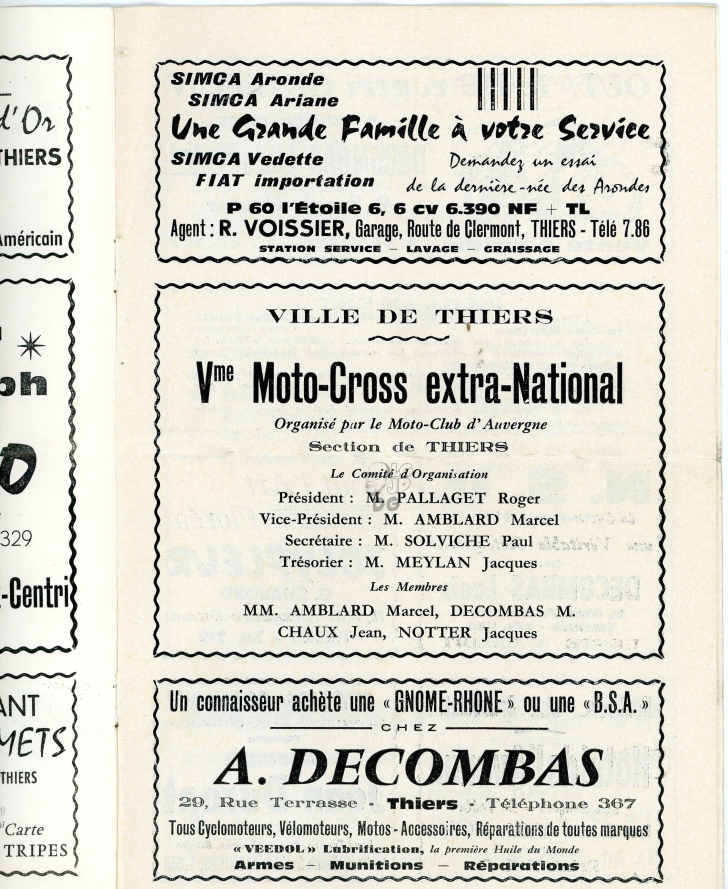 d'Or
THIERS
Américain
ph
O
329
-Centri
ANT
METS
THIERS
Carte
TRIPES
SIMCA Aronde
SIMCA Ariane
Une Grande Famille à votre Service
SIMCA Vedette
FIAT importation
Demandez un essai
de la dernière-née des Arondes
P 60 l'Étoile 6, 6 cv 6.390 NF + TL
Agent : R. VOISSIER, Garage, Route de Clermont, THIERS - Télé 7.86
STATION SERVICE – LAVAGE – GRAISSAGE
VILLE DE THIERS
Vme Moto-Cross extra-National
Organisé par le Moto-Club d'Auvergne
Section de THIERS
Le Comité d'Organisation
Président : M. PALLAGET Roger
Vice-Président : M. AMBLARD Marcel
Secrétaire : M. SOLVICHE Paul
Trésorier : M. MEYLAN Jacques
Les Membres
MM. AMBLARD Marcel, DECOMBAS M.
CHAUX Jean, NOTTER Jacques
Un connaisseur achète une « GNOME-RHONE » ou une « B.S.A. »
CHEZ
A. DECOMBAS
29, Rue Terrasse - Thiers - Téléphone 367
Tous Cyclomoteurs, Vélomoteurs, Motos - Accessoires, Réparations de toutes marques
« VEEDOL » Lubrification, la première Huile du Monde
Armes – Munitions – Réparations